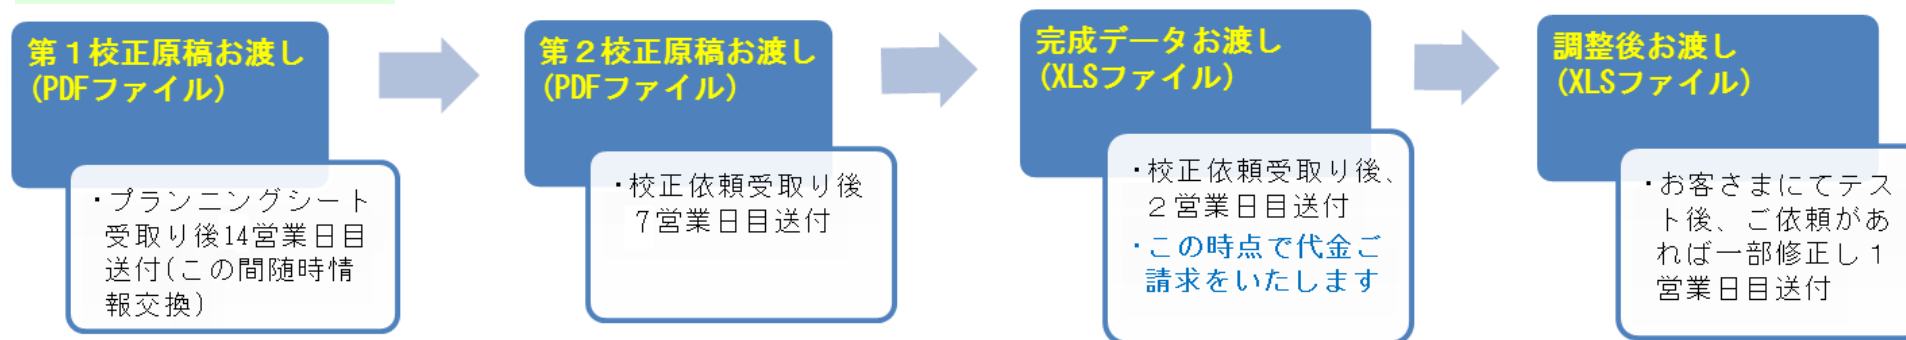 第１校正原稿お渡し
(PDFファイル)
・プランニングシート
受取り後14営業日目
送付(この間随時情
報交換)
第２校正原稿お渡し
(PDFファイル)
・校正依頼受取り後
７営業日目送付
完成データお渡し
(XLSファイル)
・校正依頼受取り後、
２営業日目送付
・この時点で代金ご
請求をいたします
調整後お渡し
(XLSファイル)
・お客さまにてテス
ト後、ご依頼があ
れば一部修正し１
営業日目送付